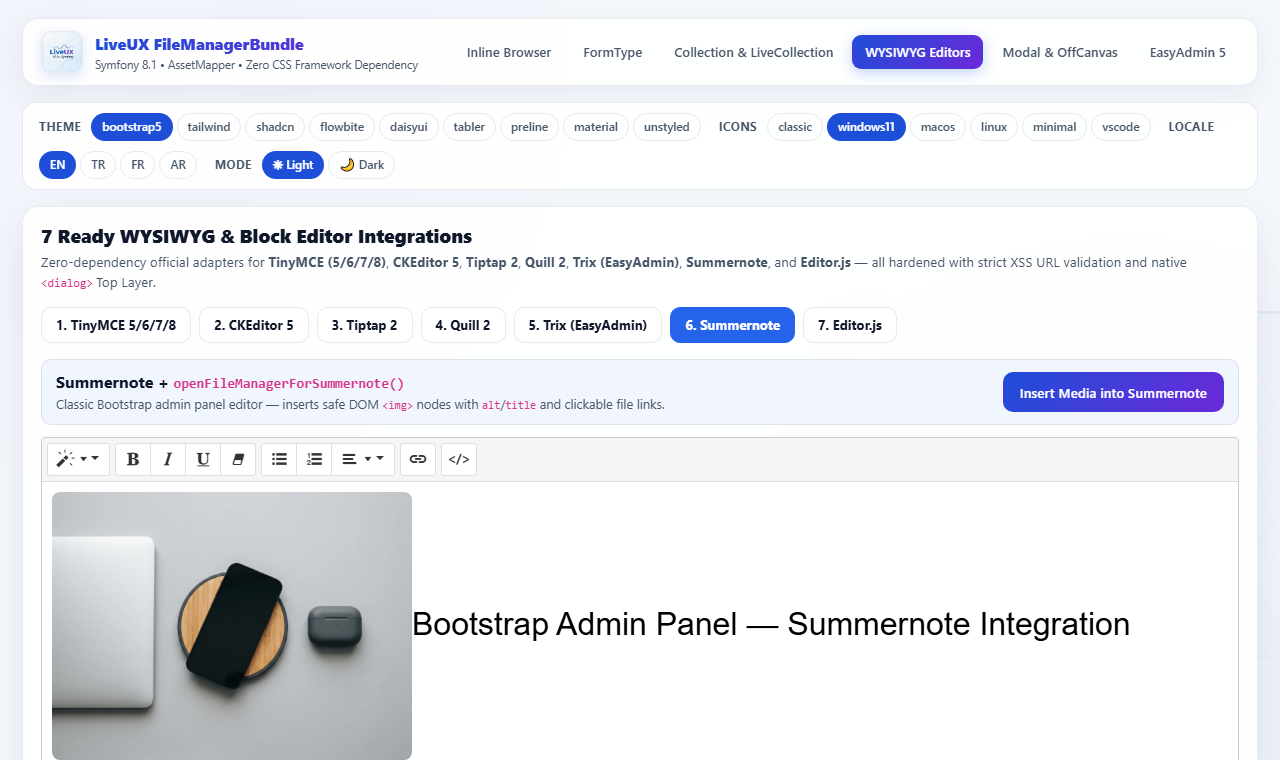 LiveUX FileManagerBundle
Symfony 8.1 • AssetMapper • Zero CSS Framework Dependency
Inline Browser
FormType
Collection & LiveCollection
WYSIWYG Editors
Modal & OffCanvas
EasyAdmin 5
THEME bootstrap5 tailwind shadcn flowbite daisyui tabler preline material unstyled ICONS classic windows11 macos linux minimal vscode LOCALE
EN TR FR AR MODE Light Dark
7 Ready WYSIWYG & Block Editor Integrations
Zero-dependency official adapters for TinyMCE (5/6/7/8), CKEditor 5, Tiptap 2, Quill 2, Trix (EasyAdmin), Summernote, and Editor.js — all hardened with strict XSS URL validation and native
<dialog> Top Layer.
1. TinyMCE 5/6/7/8
2. CKEditor 5
3. Tiptap 2
4. Quill 2
5. Trix (EasyAdmin)
6. Summernote
7. Editor.js
Summernote + openFileManagerForSummernote()
Classic Bootstrap admin panel editor — inserts safe DOM <img> nodes with alt/title and clickable file links.
Insert Media into Summernote
B I U </>
Bootstrap Admin Panel — Summernote Integration